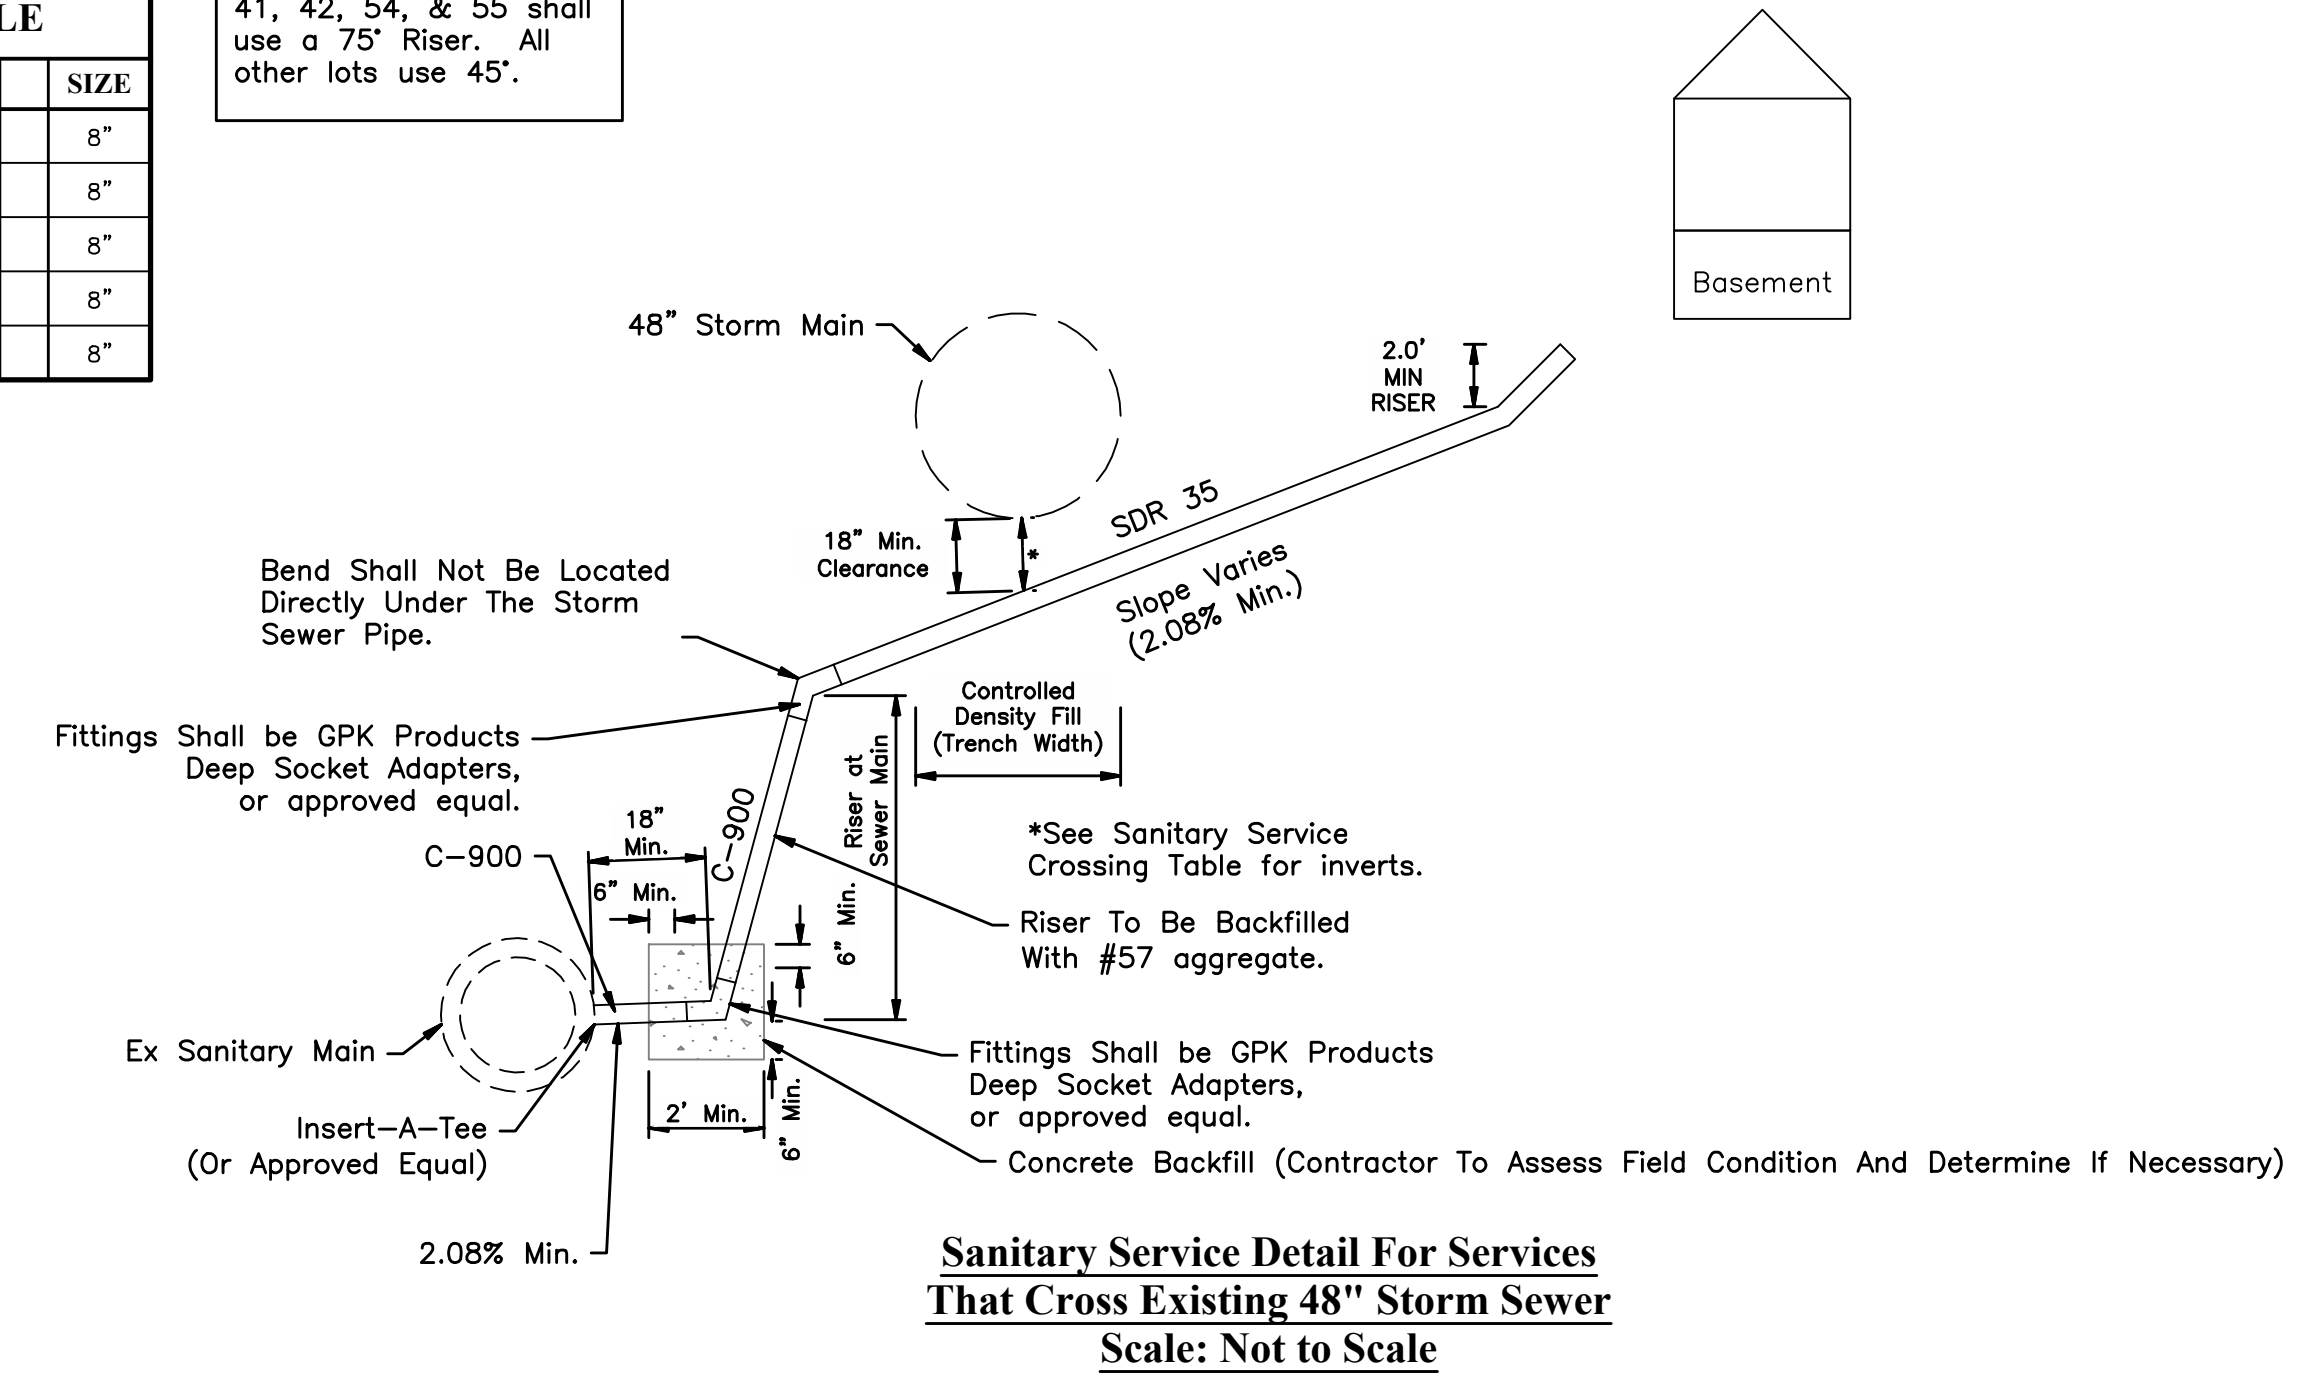 LE
SIZE
8"
8"
8"
8"
8"
41, 42, 54, & 55 shall
use a 75° Riser. All
other lots use 45°.
Basement
48" Storm Main
2.0'
MIN
RISER
SDR 35
18" Min.
Clearance
*
Slope Varies
(2.08% Min.)
Bend Shall Not Be Located
Directly Under The Storm
Sewer Pipe.
Controlled
Density Fill
(Trench Width)
Fittings Shall be GPK Products
Deep Socket Adapters,
or approved equal.
Riser at
Sewer Main
C-900
18"
Min.
C-900
6" Min.
6" Min.
*See Sanitary Service
Crossing Table for inverts.
Riser To Be Backfilled
With #57 aggregate.
Ex Sanitary Main
Fittings Shall be GPK Products
Deep Socket Adapters,
or approved equal.
2' Min.
6" Min.
Insert-A-Tee
(Or Approved Equal)
Concrete Backfill (Contractor To Assess Field Condition And Determine If Necessary)
2.08% Min.
Sanitary Service Detail For Services
That Cross Existing 48" Storm Sewer
Scale: Not to Scale